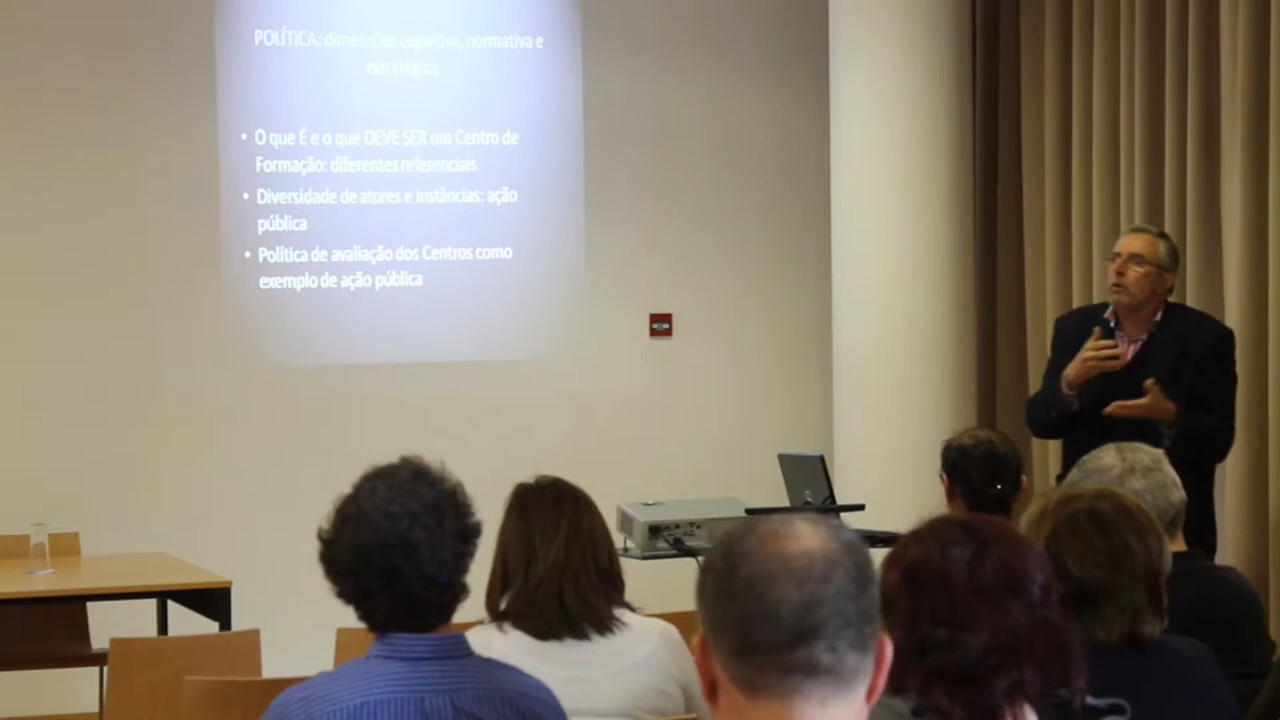 POLÍTICA: dimensões cognitiva, normativa e
estratégica
• O que É e o que DEVE SER um Centro de
Formação: diferentes referenciais
• Diversidade de atores e instâncias: ação
pública
• Política de avaliação dos Centros como
exemplo de ação pública